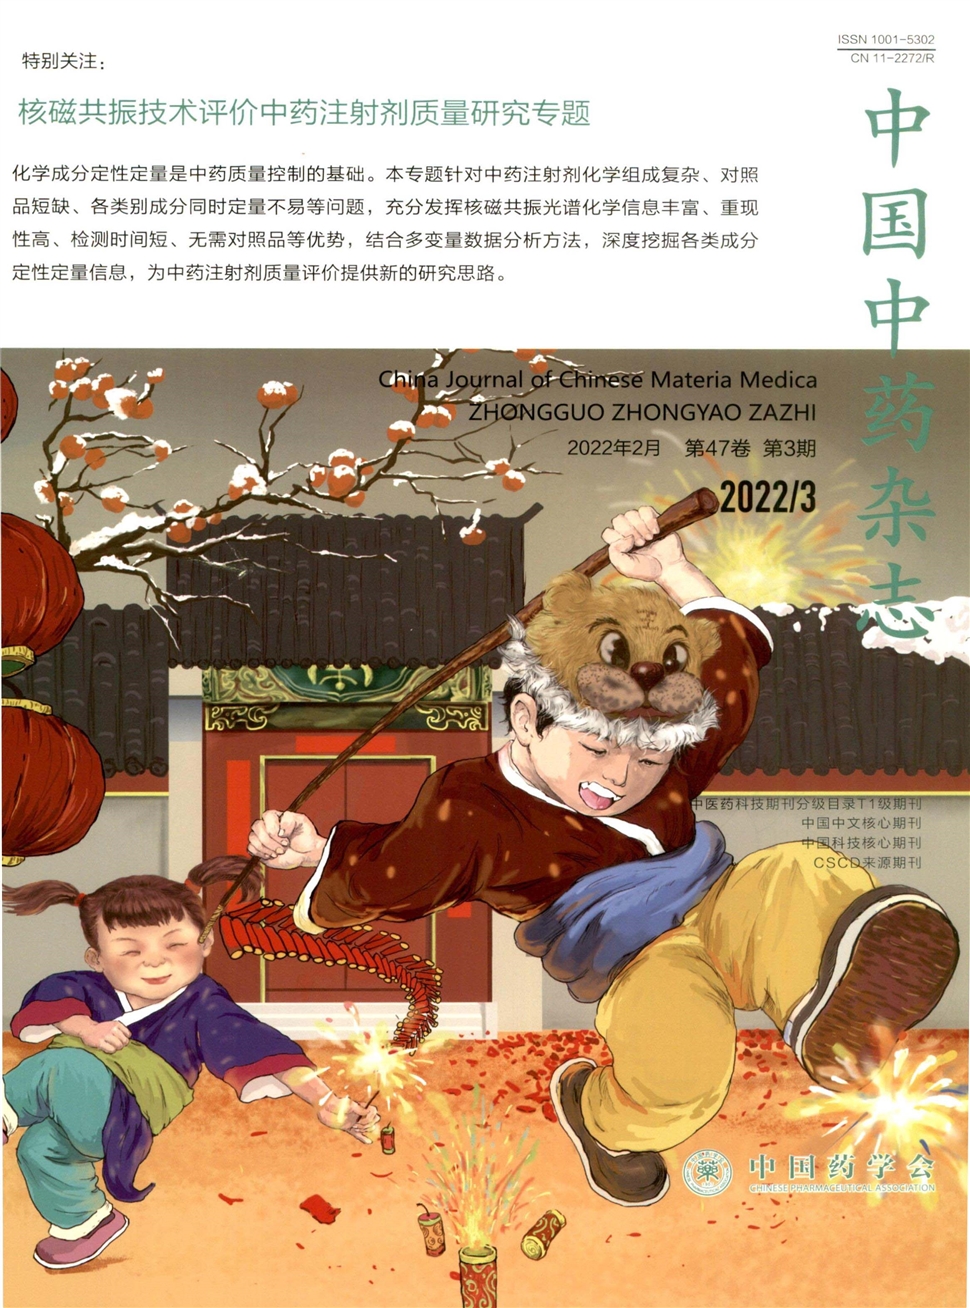 ISSN 1001-5302
CN 11-2272/R
特别关注：
核磁共振技术评价中药注射剂质量研究专题
化学成分定性定量是中药质量控制的基础。本专题针对中药注射剂化学组成复杂、对照
品短缺、各类别成分同时定量不易等问题，充分发挥核磁共振光谱化学信息丰富、重现
性高、检测时间短、无需对照品等优势，结合多变量数据分析方法，深度挖掘各类成分
定性定量信息，为中药注射剂质量评价提供新的研究思路。
中国中药杂志
China Journal of Chinese Materia Medica
ZHONGGUO ZHONGYAO ZAZHI
2022年2月 第47卷 第3期
2022/3
中医药科技期刊分级目录T1级期刊
中国中文核心期刊
中国科技核心期刊
CSCD来源期刊
中国药学会
CHINESE PHARMACEUTICAL ASSOCIATION